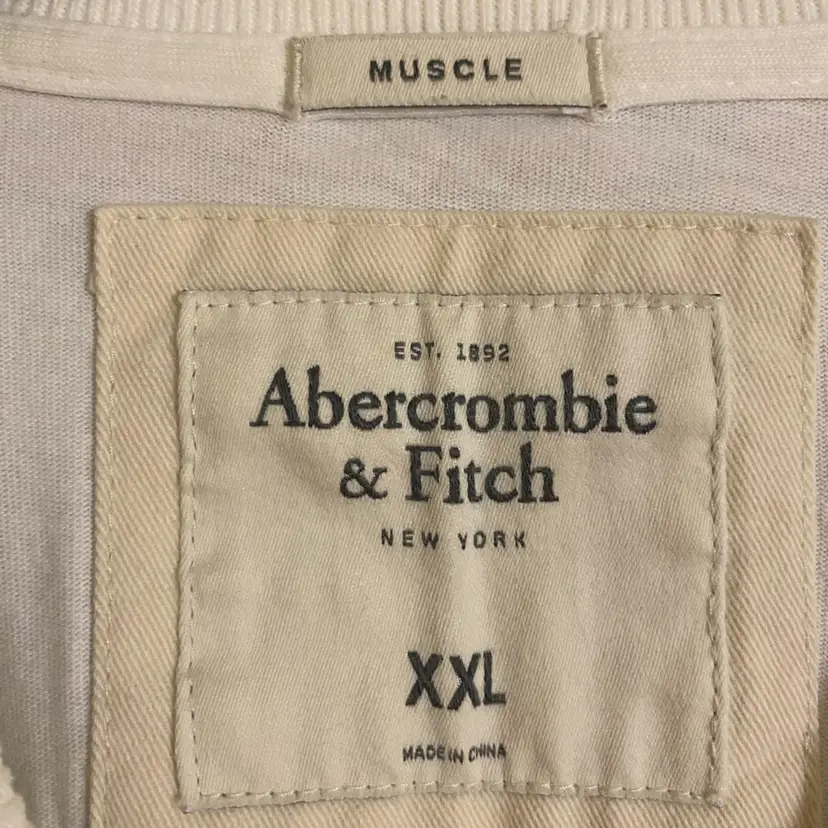 MUSCLE
EST. 1892
Abercrombie
& Fitch
NEW YORK
XXL
MADE IN CHINA